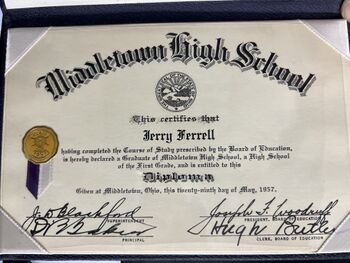 Middletown High School
This certifies that
Jerry Ferrell
having completed the Course of Study prescribed by the Board of Education,
is hereby declared a Graduate of Middletown High School, a High School
of the First Grade, and is entitled to this
Diploma
Given at Middletown, Ohio, this twenty-ninth day of May, 1957.
SUPERINTENDENT
PRESIDENT, BOARD OF EDUCATION
PRINCIPAL
Hugh Butler
CLERK, BOARD OF EDUCATION